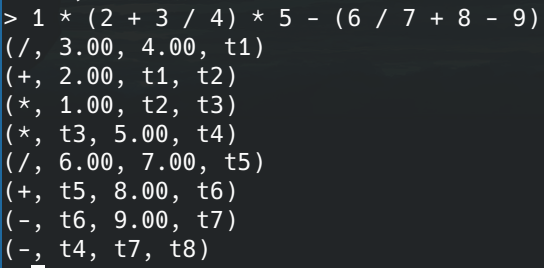 > 1 * (2 + 3 / 4) * 5 - (6 / 7 + 8 - 9)
(/, 3.00, 4.00, t1)
(+, 2.00, t1, t2)
(*, 1.00, t2, t3)
(*, t3, 5.00, t4)
(/, 6.00, 7.00, t5)
(+, t5, 8.00, t6)
(-, t6, 9.00, t7)
(-, t4, t7, t8)